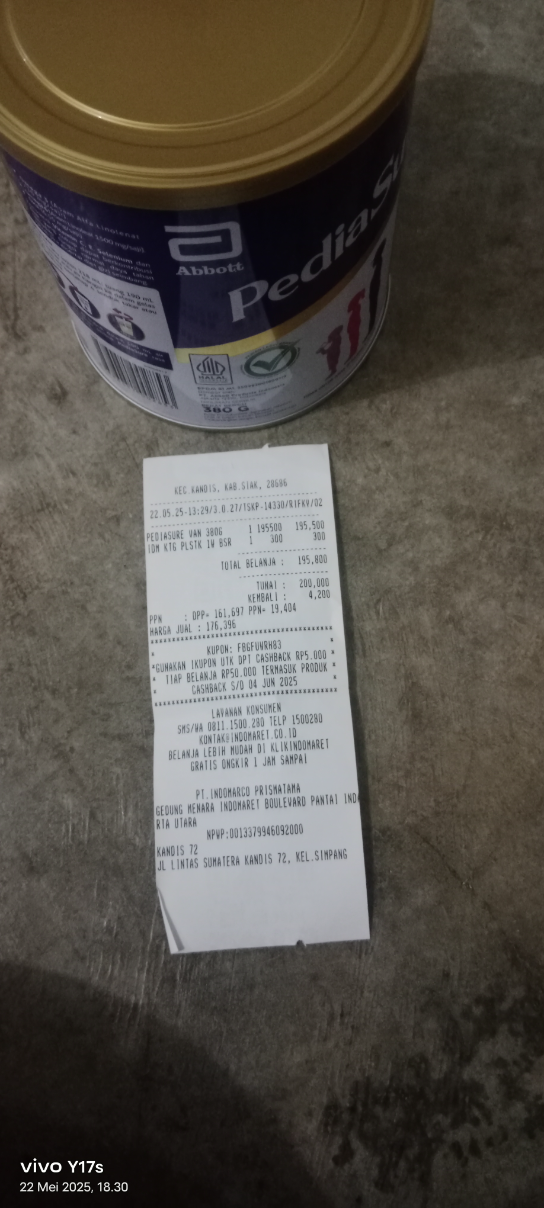 Abbott
PediaSu
HALAL
380 G
KEC KANDIS, KAB.SIAK, 28686
22.05.25-13:29/3.0.27/TSKP-14330/RIFKY/02
PEDIASURE VAN 380G 1 195500 195,500
IDM KTG PLSTK IW BSR 1 300 300
TOTAL BELANJA : 195,800
TUNAI : 200,000
KEMBALI : 4,200
PPN : DPP= 161,697 PPN= 19,404
HARGA JUAL : 176,396
KUPON: FBGFUVRH83
*GUNAKAN IKUPON UTK DPT CASHBACK RP5.000 *
* TIAP BELANJA RP50.000 TERMASUK PRODUK *
* CASHBACK S/D 04 JUN 2025 *
LAYANAN KONSUMEN
SMS/WA 0811.1500.280 TELP 1500280
KONTAK@INDOMARET.CO.ID
BELANJA LEBIH MUDAH DI KLIKINDOMARET
GRATIS ONGKIR 1 JAM SAMPAI
PT.INDOMARCO PRISMATAMA
GEDUNG MENARA INDOMARET BOULEVARD PANTAI IND
RTA UTARA
NPWP:0013379946092000
KANDIS 72
JL LINTAS SUMATERA KANDIS 72, KEL.SIMPANG
vivo Y17s
22 Mei 2025, 18.30